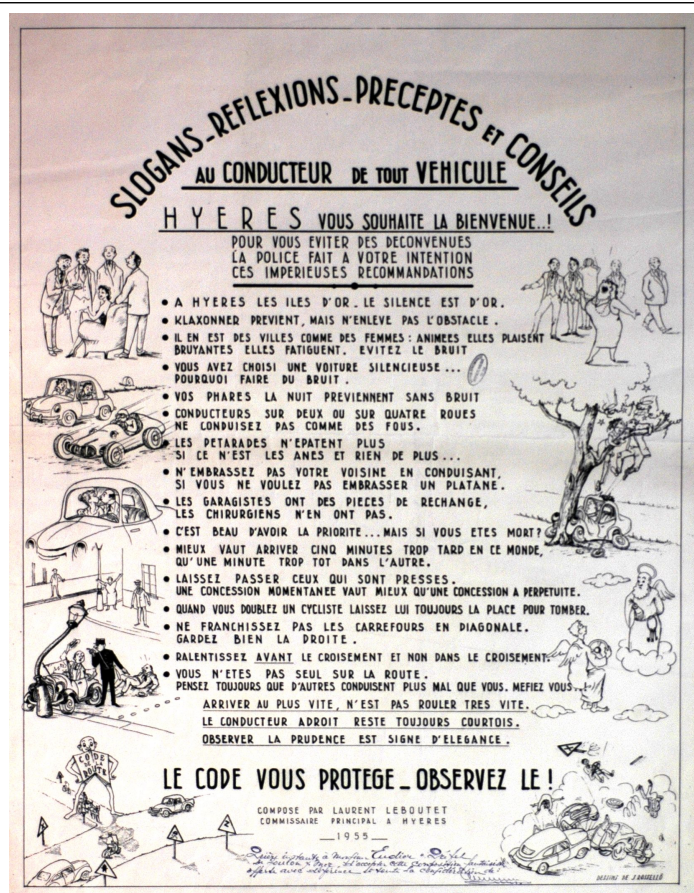 SLOGANS_REFLEXIONS_PRECEPTES ET CONSEILS
AU CONDUCTEUR DE TOUT VEHICULE
HYERES VOUS SOUHAITE LA BIENVENUE..!
POUR VOUS EVITER DES DECONVENUES
LA POLICE FAIT A VOTRE INTENTION
CES IMPERIEUSES RECOMMANDATIONS
• A HYERES LES ILES D'OR_ LE SILENCE EST D'OR.
• KLAXONNER PREVIENT, MAIS N'ENLEVE PAS L'OBSTACLE.
• IL EN EST DES VILLES COMME DES FEMMES : ANIMEES ELLES PLAISENT
BRUYANTES ELLES FATIGUENT. EVITEZ LE BRUIT
• VOUS AVEZ CHOISI UNE VOITURE SILENCIEUSE...
POURQUOI FAIRE DU BRUIT.
• VOS PHARES LA NUIT PREVIENNENT SANS BRUIT
• CONDUCTEURS SUR DEUX OU SUR QUATRE ROUES
NE CONDUISEZ PAS COMME DES FOUS.
• LES PETARADES N'EPATENT PLUS
SI CE N'EST LES ANES ET RIEN DE PLUS...
• N'EMBRASSEZ PAS VOTRE VOISINE EN CONDUISANT,
SI VOUS NE VOULEZ PAS EMBRASSER UN PLATANE.
• LES GARAGISTES ONT DES PIECES DE RECHANGE,
LES CHIRURGIENS N'EN ONT PAS.
• C'EST BEAU D'AVOIR LA PRIORITE... MAIS SI VOUS ETES MORT?
• MIEUX VAUT ARRIVER CINQ MINUTES TROP TARD EN CE MONDE,
QU'UNE MINUTE TROP TOT DANS L'AUTRE.
• LAISSEZ PASSER CEUX QUI SONT PRESSES.
UNE CONCESSION MOMENTANEE VAUT MIEUX QU'UNE CONCESSION A PERPETUITE.
• QUAND VOUS DOUBLEZ UN CYCLISTE LAISSEZ LUI TOUJOURS LA PLACE POUR TOMBER.
• NE FRANCHISSEZ PAS LES CARREFOURS EN DIAGONALE.
GARDEZ BIEN LA DROITE.
• RALENTISSEZ AVANT LE CROISEMENT ET NON DANS LE CROISEMENT.
• VOUS N'ETES PAS SEUL SUR LA ROUTE.
PENSEZ TOUJOURS QUE D'AUTRES CONDUISENT PLUS MAL QUE VOUS. MEFIEZ VOUS...!
ARRIVER AU PLUS VITE, N'EST PAS ROULER TRES VITE.
LE CONDUCTEUR ADROIT RESTE TOUJOURS COURTOIS.
OBSERVER LA PRUDENCE EST SIGNE D'ELEGANCE.
CODE
DE LA
ROUTE
LE CODE VOUS PROTEGE_OBSERVEZ LE!
COMPOSE PAR LAURENT LEBOUTET
COMMISSAIRE PRINCIPAL A HYERES
_1955_
DESSINS DE J.ROSSELLO